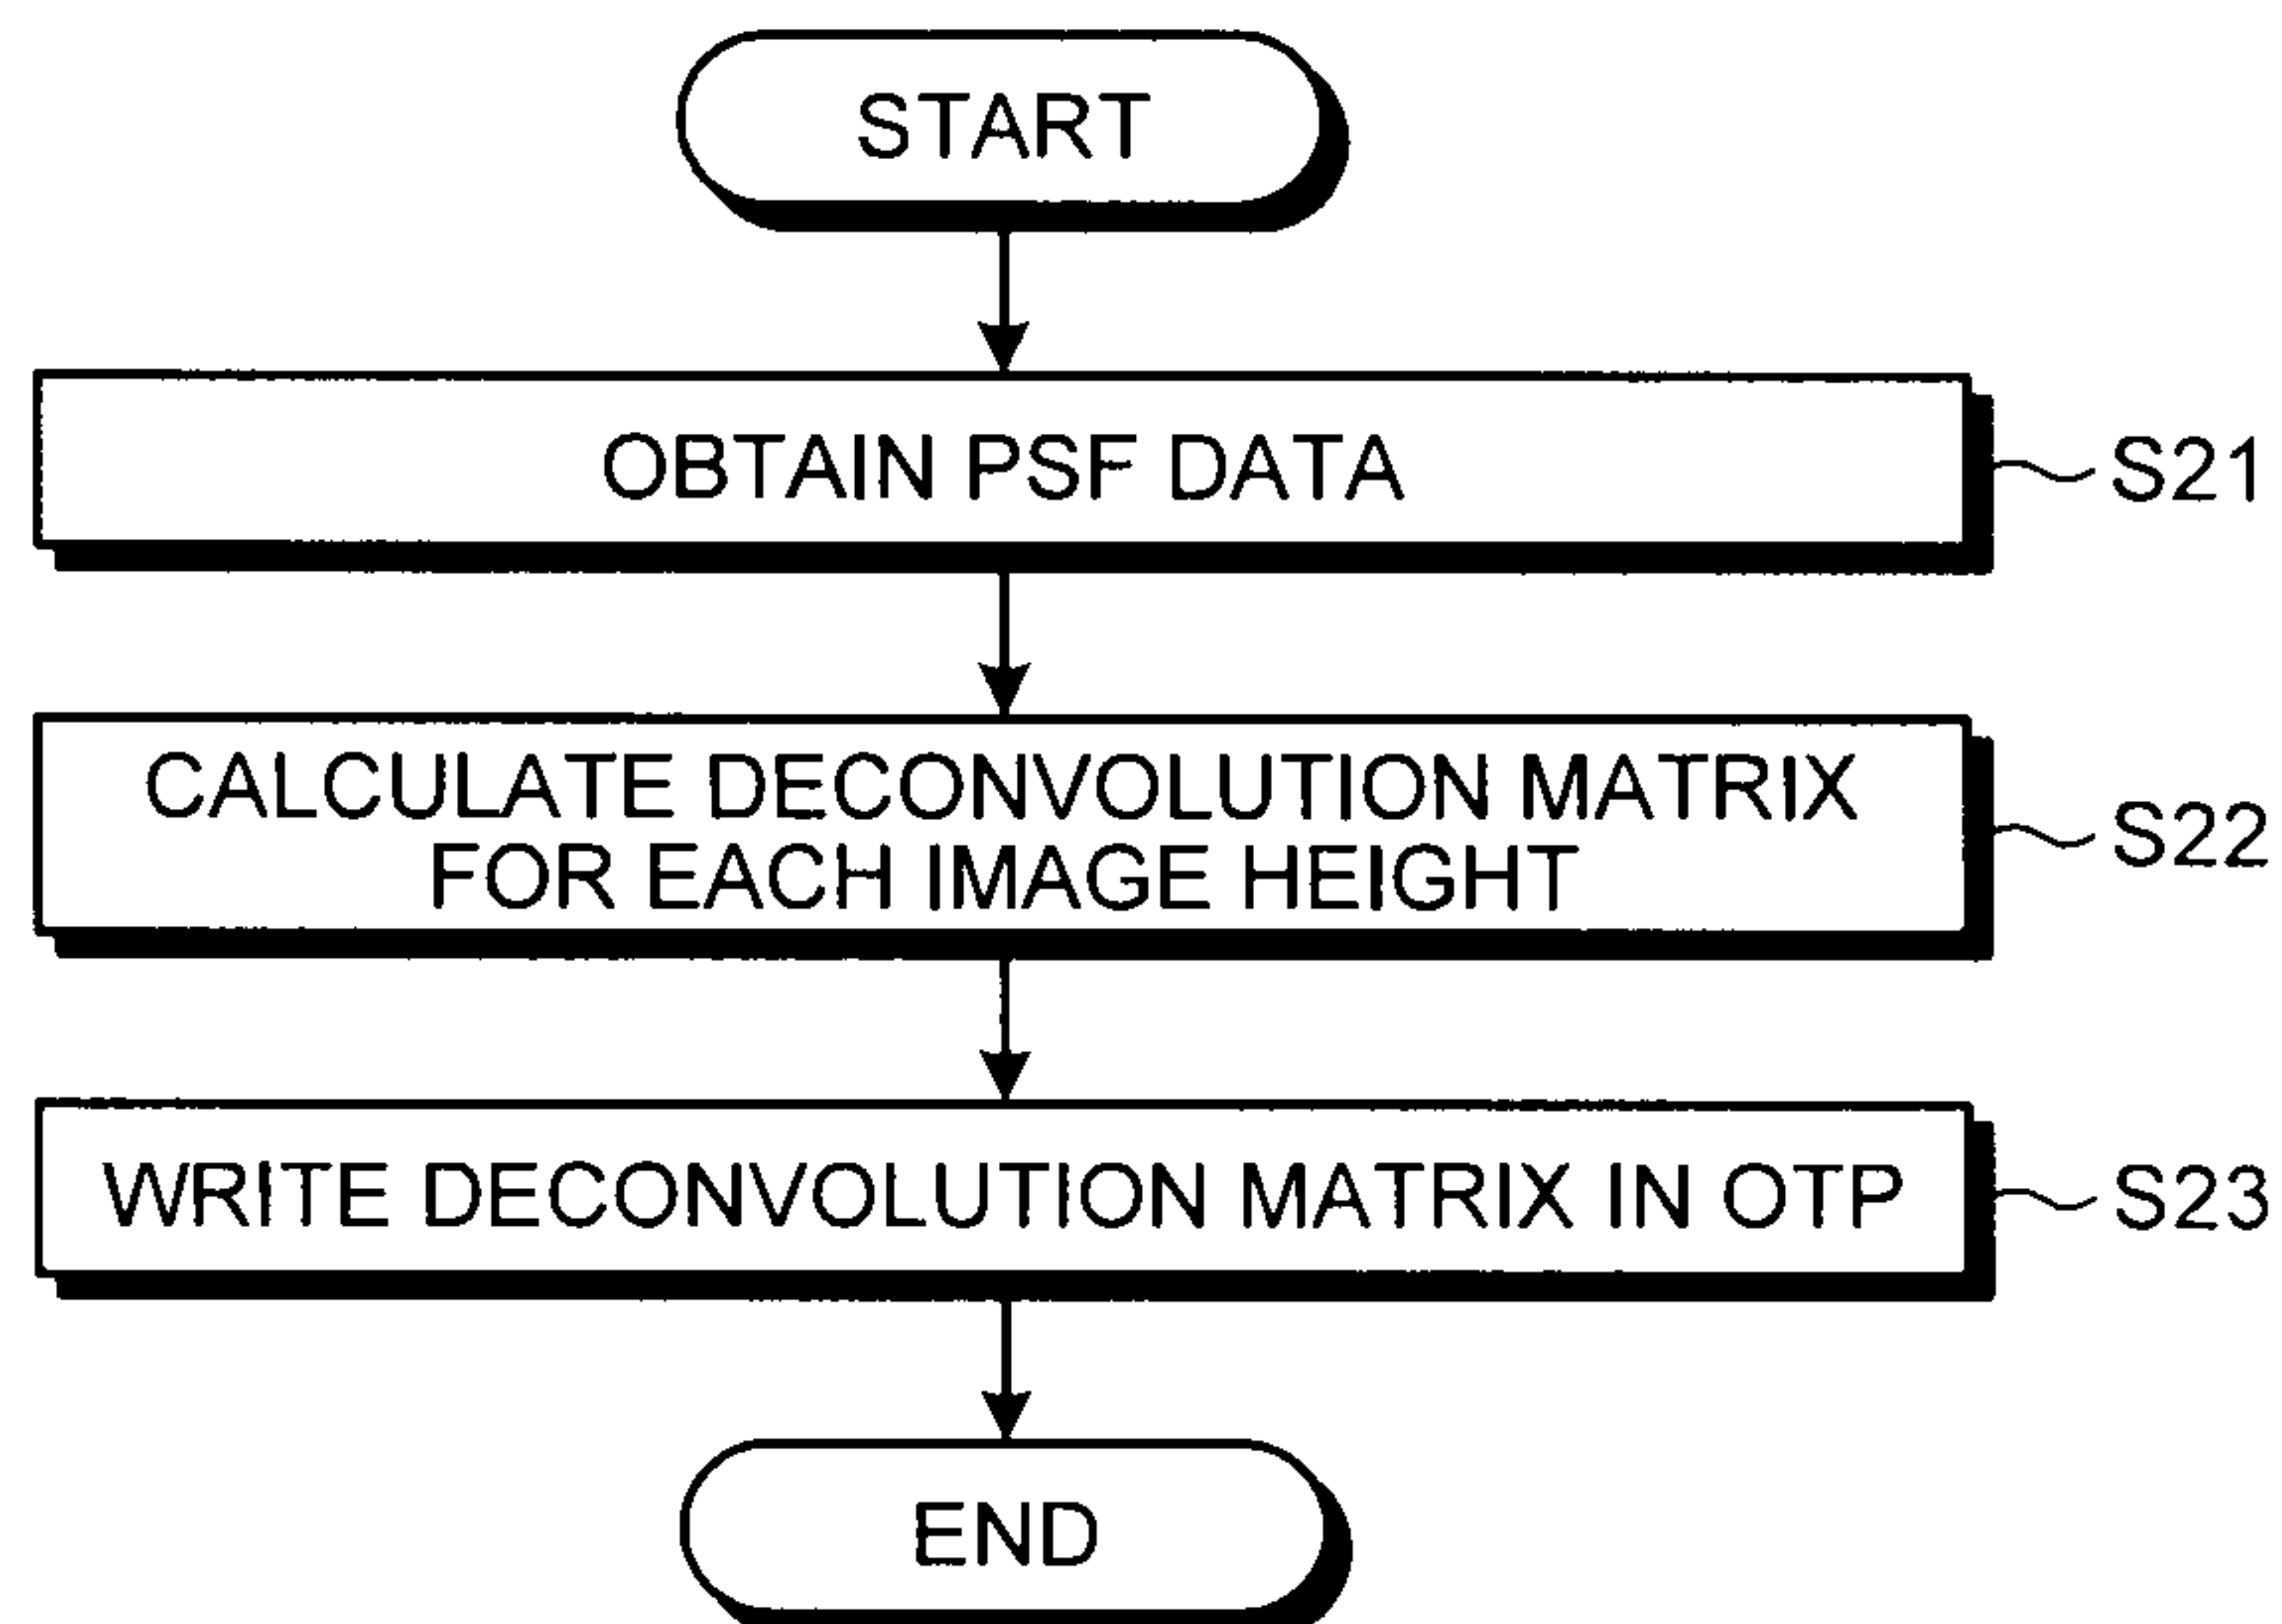 START
OBTAIN PSF DATA
S21
CALCULATE DECONVOLUTION MATRIX
FOR EACH IMAGE HEIGHT
S22
WRITE DECONVOLUTION MATRIX IN OTP
S23
END